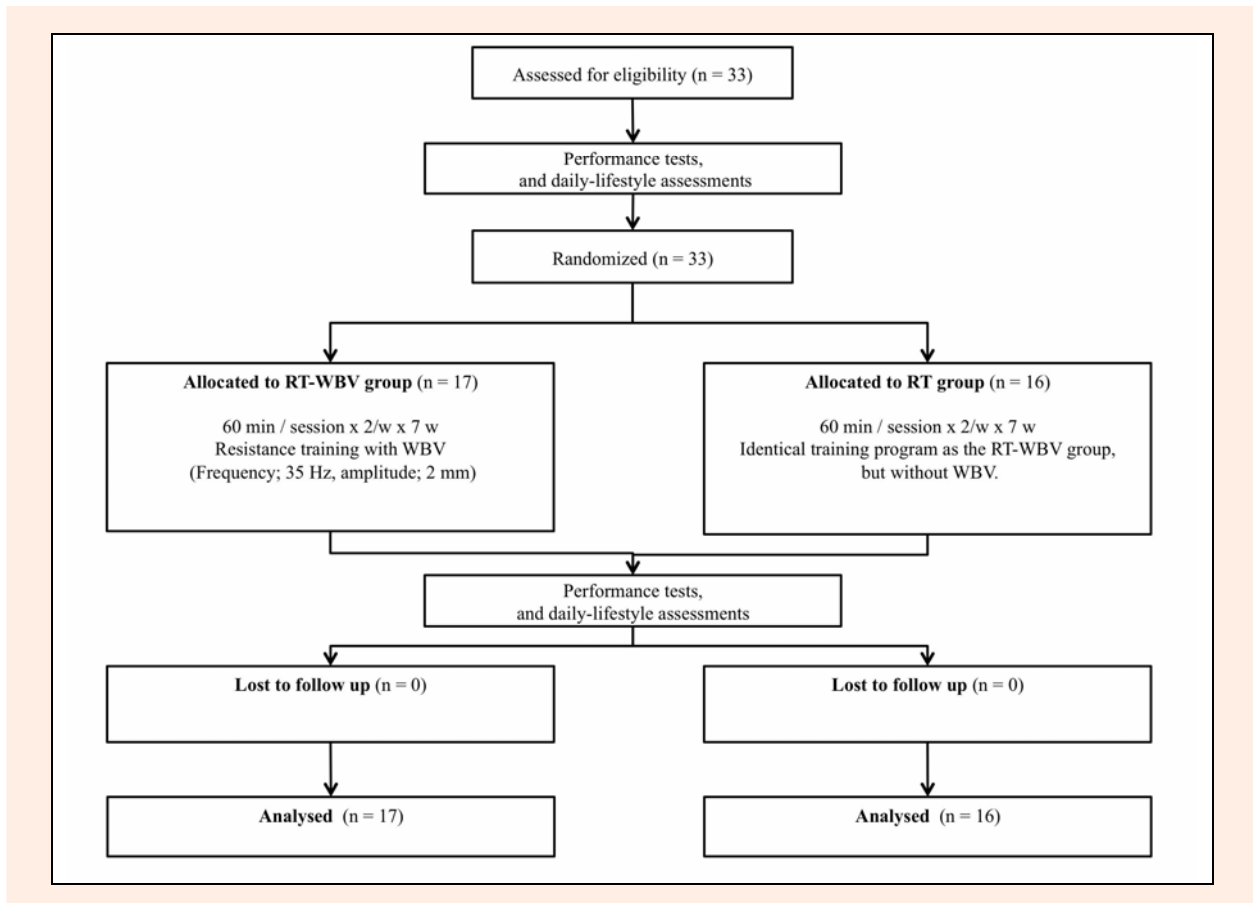 Assessed for eligibility (n = 33)
Performance tests,
and daily-lifestyle assessments
Randomized (n = 33)
Allocated to RT-WBV group (n = 17)
60 min / session x 2/w x 7 w
Resistance training with WBV
(Frequency; 35 Hz, amplitude; 2 mm)
Allocated to RT group (n = 16)
60 min / session x 2/w x 7 w
Identical training program as the RT-WBV group,
but without WBV.
Performance tests,
and daily-lifestyle assessments
Lost to follow up (n = 0)
Lost to follow up (n = 0)
Analysed (n = 17)
Analysed (n = 16)